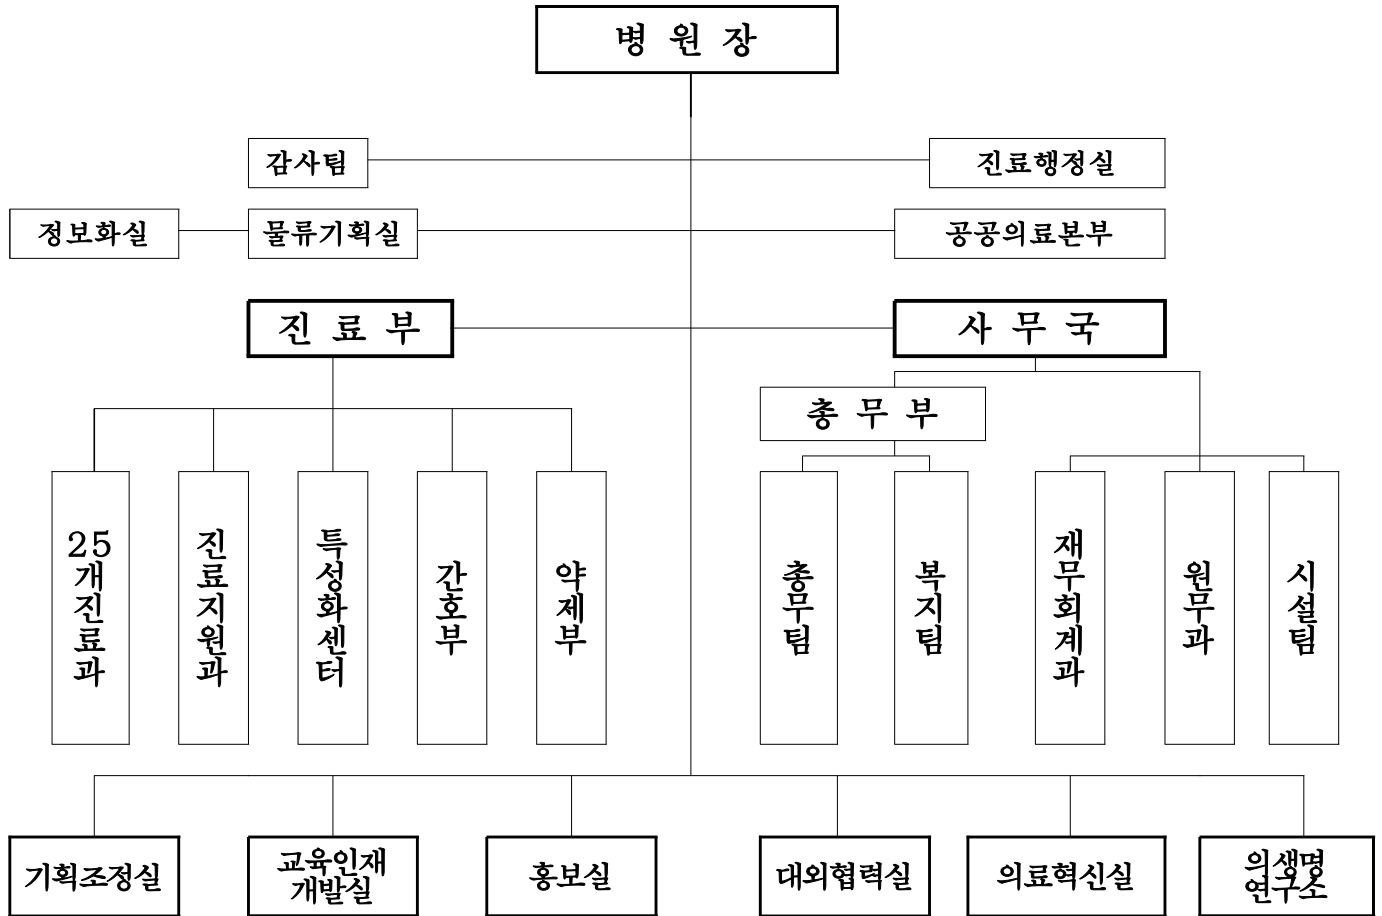 병 원 장
감사팀
진료행정실
정보화실
물류기획실
공공의료본부
진 료 부
사 무 국
총 무 부
25개진료과
진료지원과
특성화센터
간호부
약제부
총무팀
복지팀
재무회계과
원무과
시설팀
기획조정실
교육인재
개발실
홍보실
대외협력실
의료혁신실
의생명
연구소